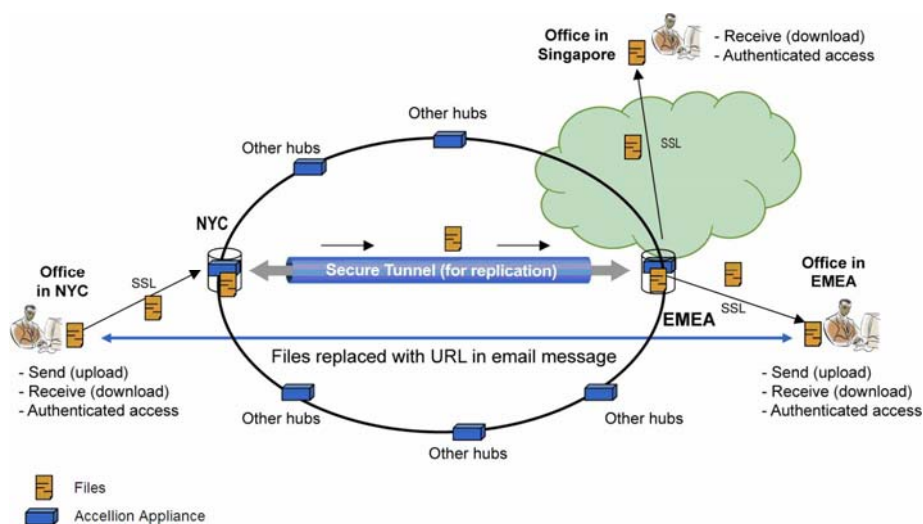 Office in
Singapore
- Receive (download)
- Authenticated access
Other hubs
Other hubs
SSL
NYC
Office
in NYC
SSL
Secure Tunnel (for replication)
EMEA
SSL
Office in
EMEA
Files replaced with URL in email message
- Send (upload)
- Receive (download)
- Authenticated access
- Send (upload)
- Receive (download)
- Authenticated access
Other hubs
Other hubs
Other hubs
Files
Accellion Appliance